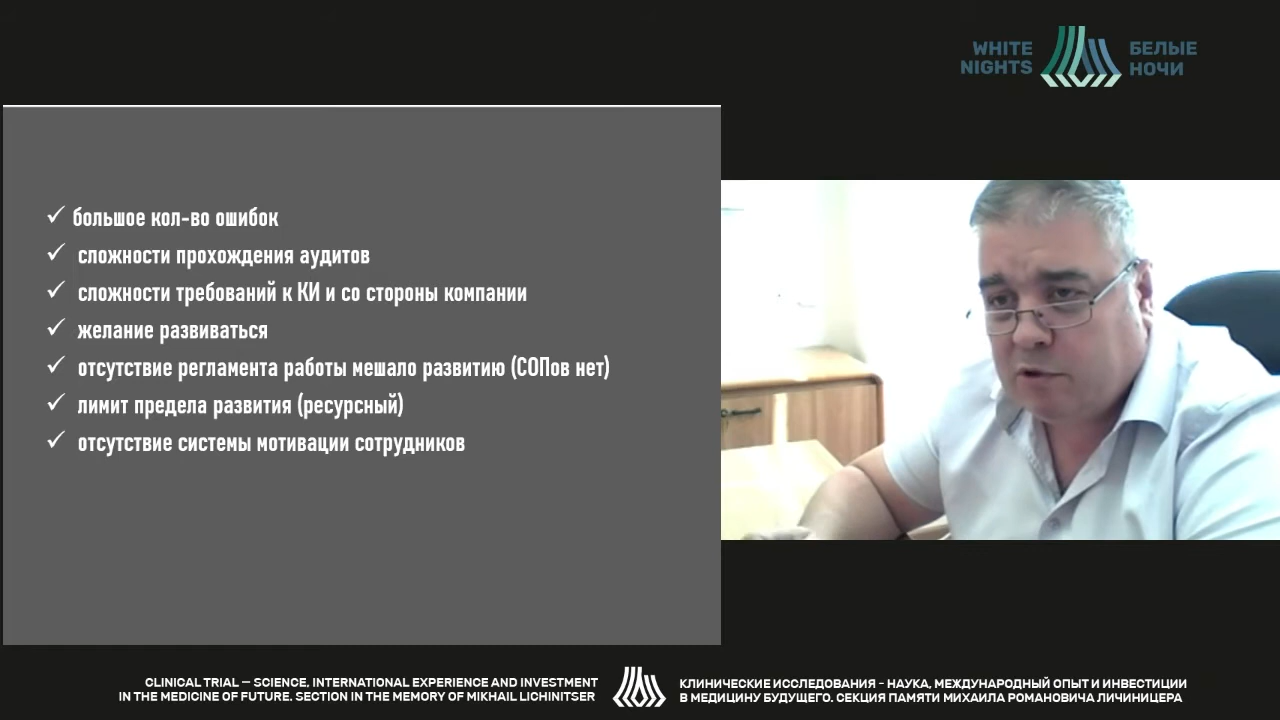 WHITE
NIGHTS
БЕЛЫЕ
НОЧИ
большое кол-во ошибок
сложности прохождения аудитов
сложности требований к КИ и со стороны компании
желание развиваться
отсутствие регламента работы мешало развитию (СОПов нет)
лимит предела развития (ресурсный)
отсутствие системы мотивации сотрудников
CLINICAL TRIAL – SCIENCE, INTERNATIONAL EXPERIENCE AND INVESTMENT
IN THE MEDICINE OF FUTURE. SECTION IN THE MEMORY OF MIKHAIL LICHINITSER
КЛИНИЧЕСКИЕ ИССЛЕДОВАНИЯ - НАУКА, МЕЖДУНАРОДНЫЙ ОПЫТ И ИНВЕСТИЦИИ
В МЕДИЦИНУ БУДУЩЕГО. СЕКЦИЯ ПАМЯТИ МИХАИЛА РОМАНОВИЧА ЛИЧИНИЦЕРА